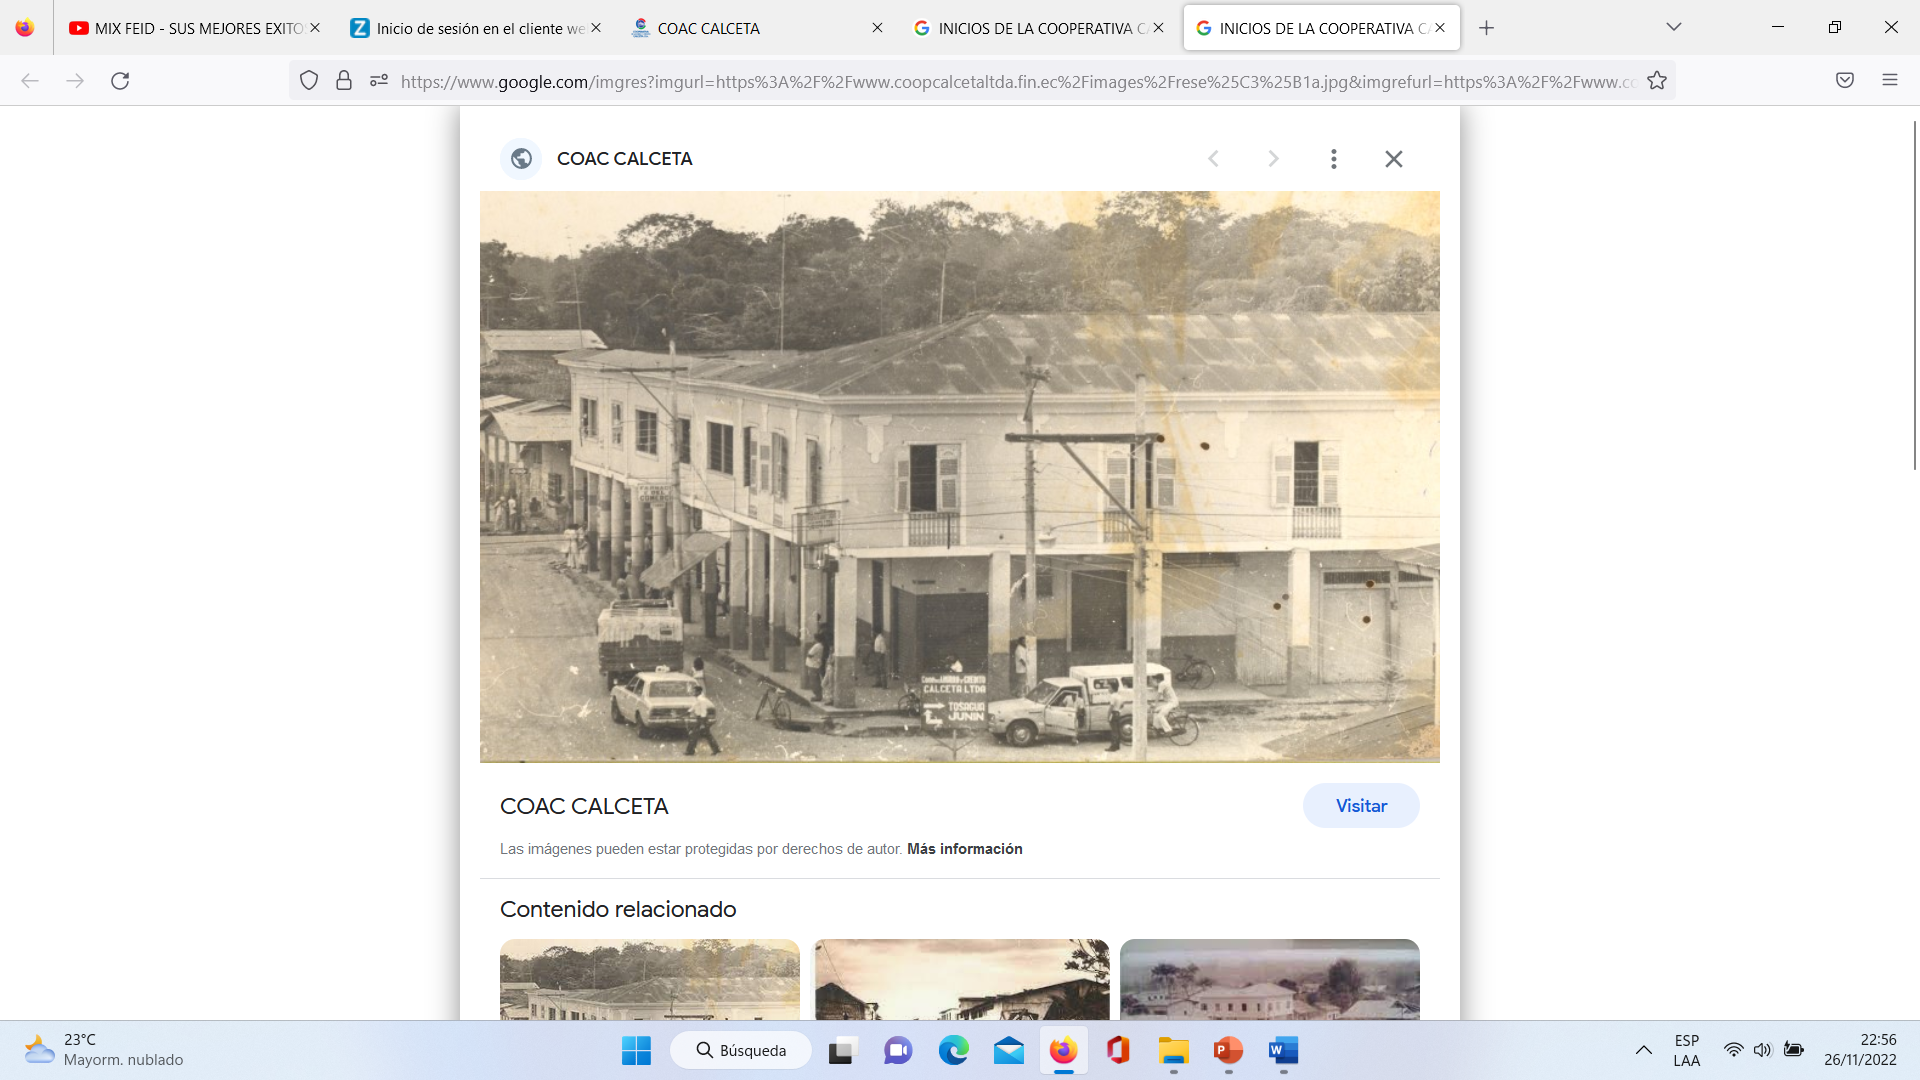 MIX FEID - SUS MEJORES EXITO
Inicio de sesión en el cliente we
COAC CALCETA
INICIOS DE LA COOPERATIVA C
INICIOS DE LA COOPERATIVA C
https://www.google.com/imgres?imgurl=https%3A%2F%2Fwww.coopcalcetaltda.fin.ec%2Fimages%2Frese%25C3%25B1a.jpg&imgrefurl=https%3A%2F%2Fwww.co
COAC CALCETA
AHORRO Y CREDITO
CALCETA LTDA
TOSAGUA
JUNIN
COAC CALCETA
Visitar
Las imágenes pueden estar protegidas por derechos de autor. Más información
Contenido relacionado
23°C
Mayorm. nublado
Búsqueda
ESP
LAA
22:56
26/11/2022